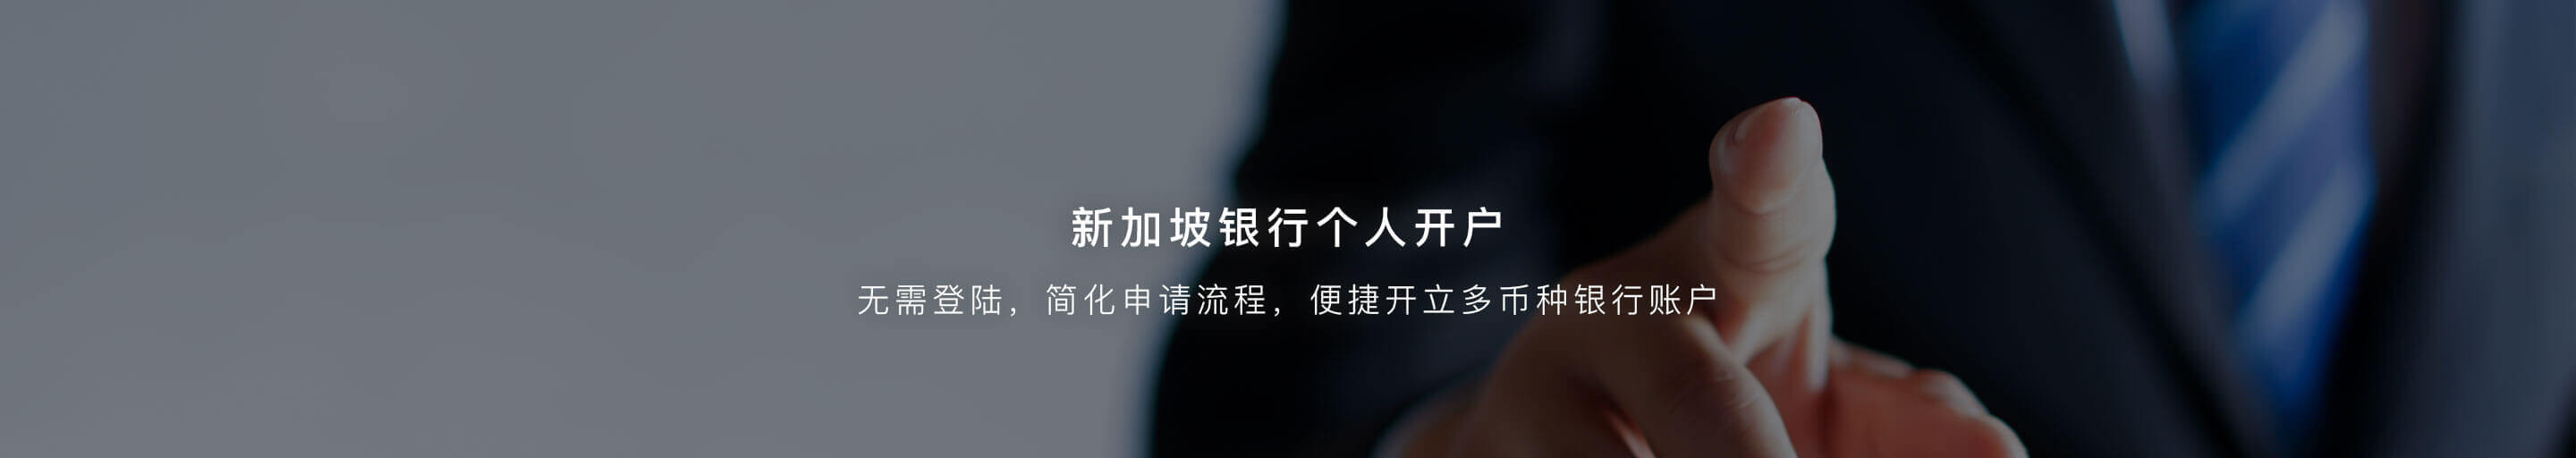 新加坡银行个人开户
无需登陆，简化申请流程，便捷开立多币种银行账户